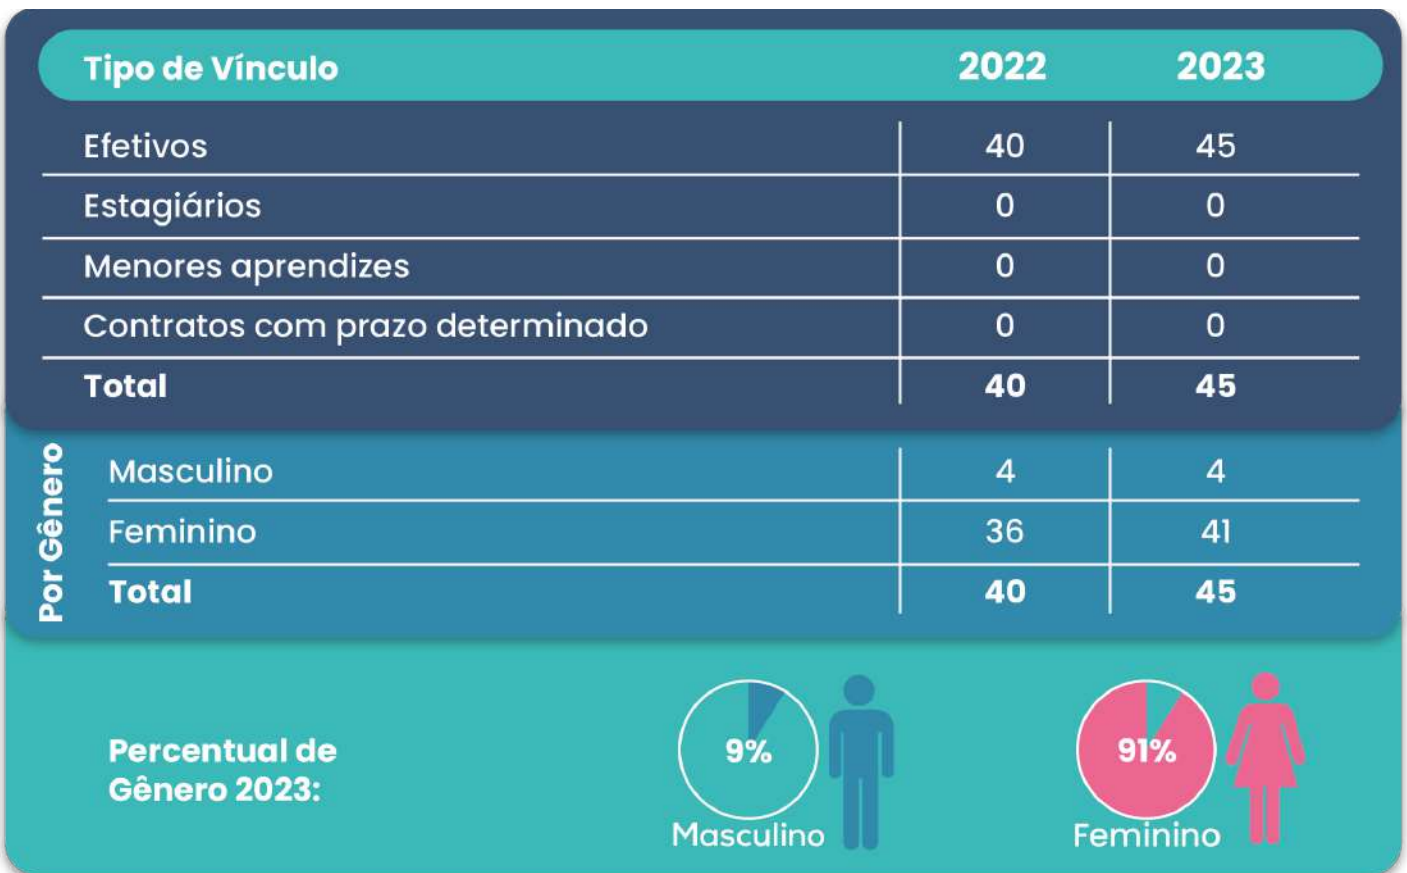 Tipo de Vínculo 2022 2023
Efetivos 40 45
Estagiários 0 0
Menores aprendizes 0 0
Contratos com prazo determinado 0 0
Total 40 45
Por Gênero
Masculino 4 4
Feminino 36 41
Total 40 45
Percentual de
Gênero 2023:
9%
Masculino
91%
Feminino